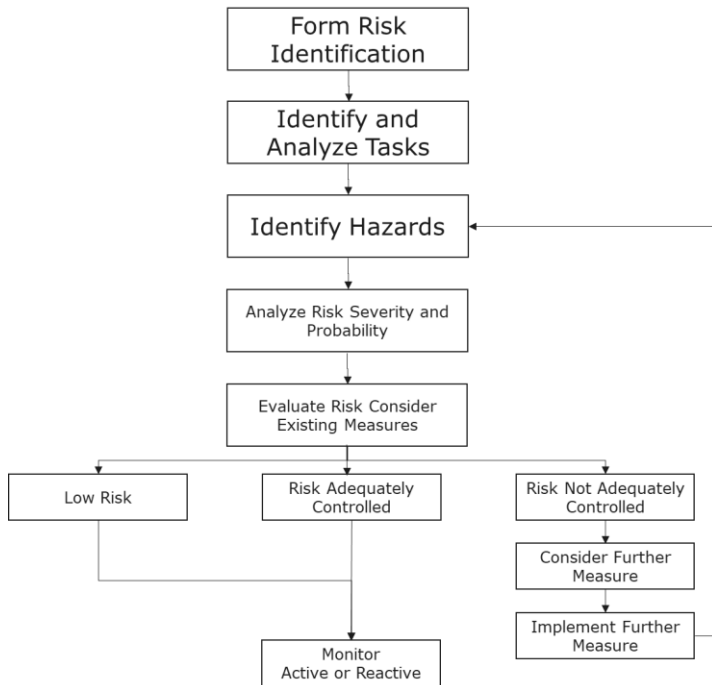 Form Risk
Identification
Identify and
Analyze Tasks
Identify Hazards
Analyze Risk Severity and
Probability
Evaluate Risk Consider
Existing Measures
Low Risk
Risk Adequately
Controlled
Risk Not Adequately
Controlled
Consider Further
Measure
Implement Further
Measure
Monitor
Active or Reactive